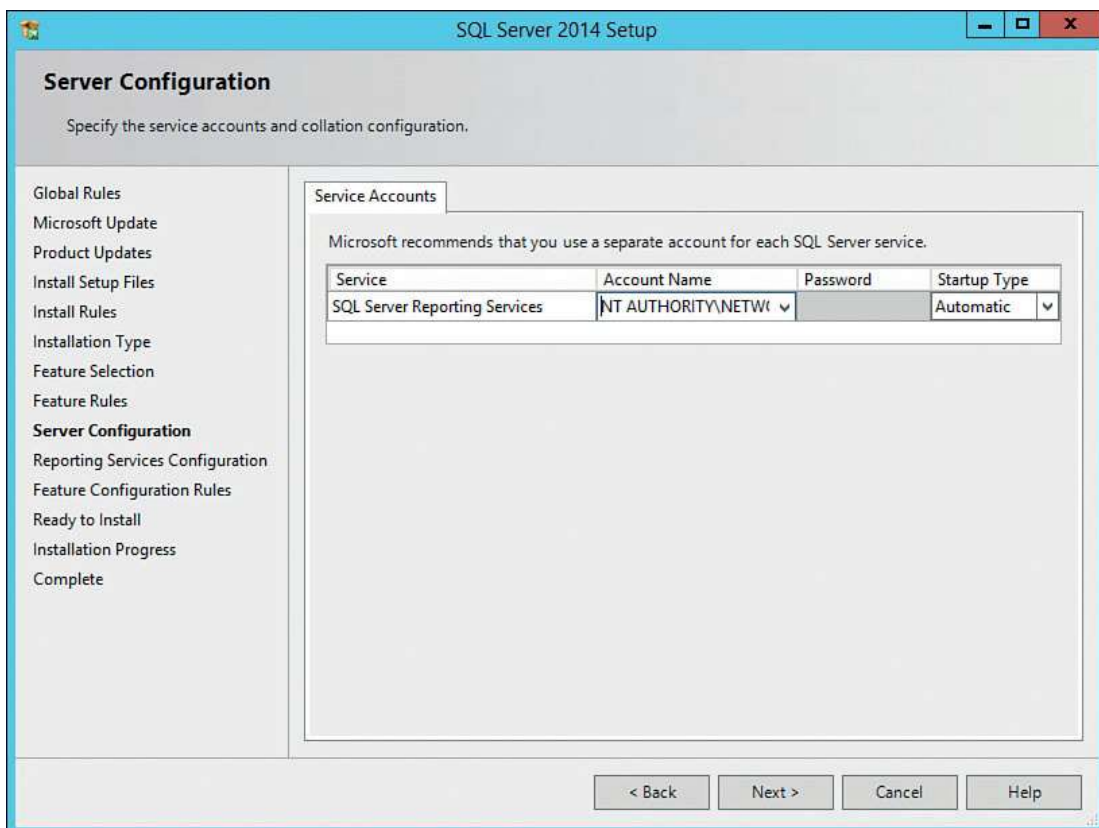 SQL Server 2014 Setup
Server Configuration
Specify the service accounts and collation configuration.
Global Rules
Microsoft Update
Product Updates
Install Setup Files
Install Rules
Installation Type
Feature Selection
Feature Rules
Server Configuration
Reporting Services Configuration
Feature Configuration Rules
Ready to Install
Installation Progress
Complete
Service Accounts
Microsoft recommends that you use a separate account for each SQL Server service.
Service Account Name Password Startup Type
SQL Server Reporting Services NT AUTHORITY\NETW Automatic
< Back Next > Cancel Help